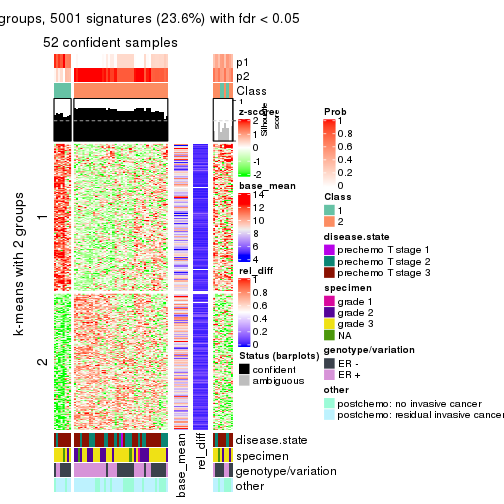 groups, 5001 signatures (23.6%) with fdr < 0.05
52 confident samples
p1
p2
Class
1
0
Silhouette
score
k-means with 2 groups
1
2
base_mean
rel_diff
disease.state
specimen
genotype/variation
other
z-score
2
1
0
-1
-2
base_mean
14
12
10
8
6
4
rel_diff
1
0.8
0.6
0.4
0.2
0
Status (barplots)
confident
ambiguous
Prob
1
0.8
0.6
0.4
0.2
0
Class
1
2
disease.state
prechemo T stage 1
prechemo T stage 2
prechemo T stage 3
specimen
grade 1
grade 2
grade 3
NA
genotype/variation
ER -
ER +
other
postchemo: no invasive cancer
postchemo: residual invasive cancer